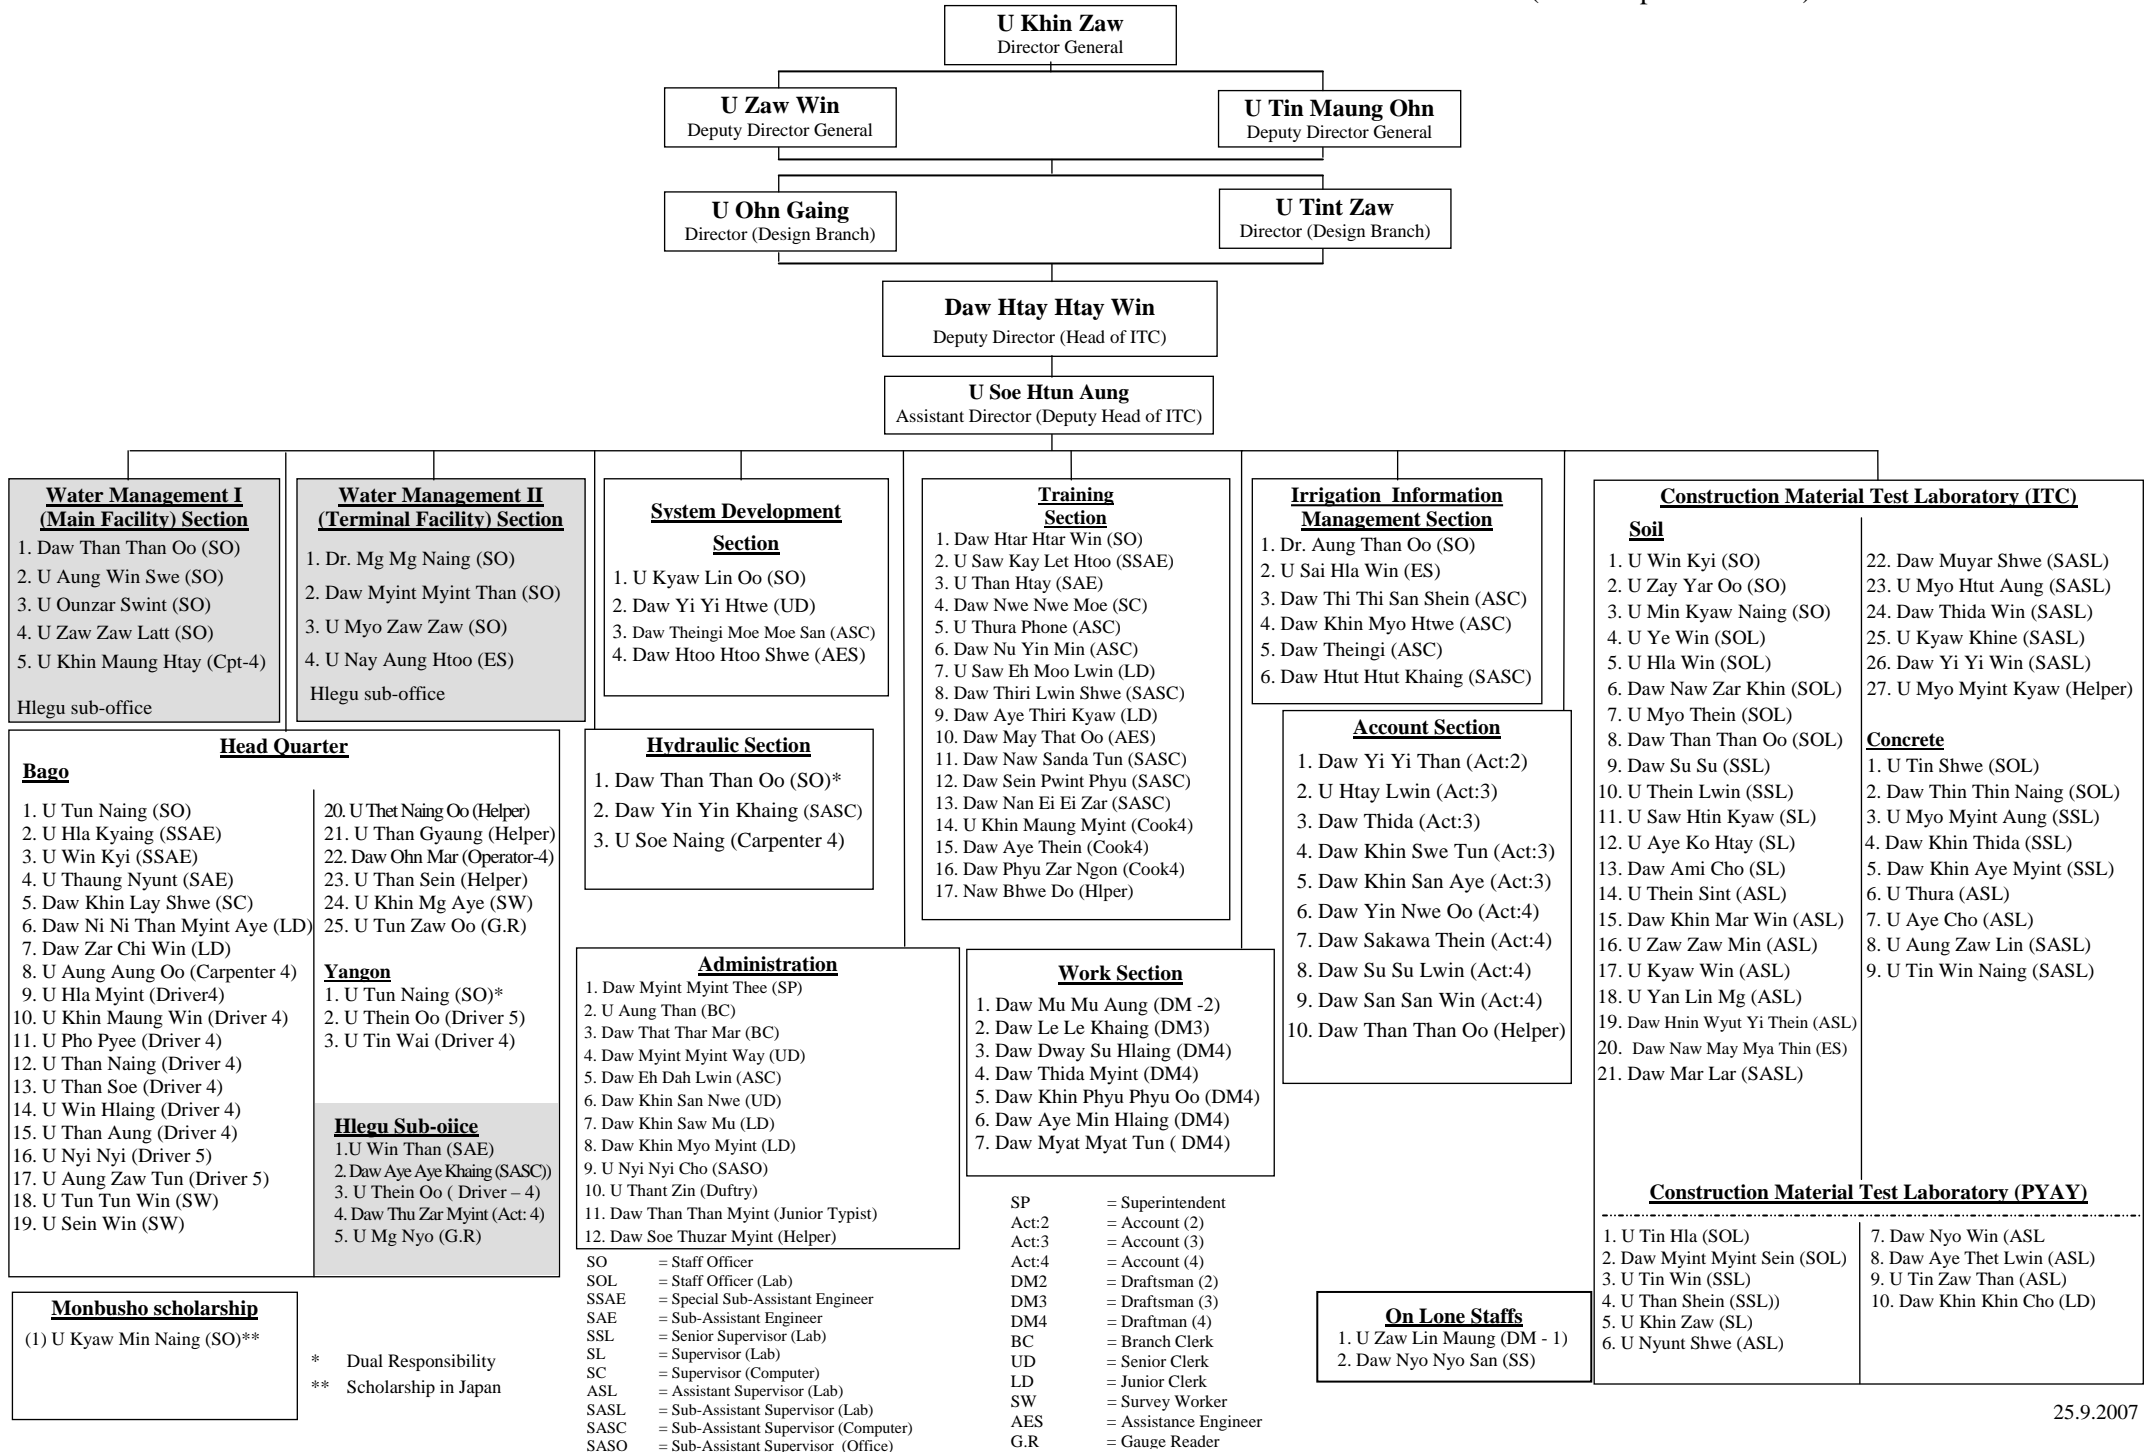 U Khin Zaw
Director General
U Zaw Win
Deputy Director General
U Tin Maung Ohn
Deputy Director General
U Ohn Gaing
Director (Design Branch)
U Tint Zaw
Director (Design Branch)
Daw Htay Htay Win
Deputy Director (Head of ITC)
U Soe Htun Aung
Assistant Director (Deputy Head of ITC)
Water Management I
(Main Facility) Section
1. Daw Than Than Oo (SO)
2. U Aung Win Swe (SO)
3. U Ounzar Swint (SO)
4. U Zaw Zaw Latt (SO)
5. U Khin Maung Htay (Cpt-4)
Hlegu sub-office
Water Management II
(Terminal Facility) Section
1. Dr. Mg Mg Naing (SO)
2. Daw Myint Myint Than (SO)
3. U Myo Zaw Zaw (SO)
4. U Nay Aung Htoo (ES)
Hlegu sub-office
System Development
Section
1. U Kyaw Lin Oo (SO)
2. Daw Yi Yi Htwe (UD)
3. Daw Theingi Moe Moe San (ASC)
4. Daw Htoo Htoo Shwe (AES)
Training
Section
1. Daw Htar Htar Win (SO)
2. U Saw Kay Let Htoo (SSAE)
3. U Than Htay (SAE)
4. Daw Nwe Nwe Moe (SC)
5. U Thura Phone (ASC)
6. Daw Nu Yin Min (ASC)
7. U Saw Eh Moo Lwin (LD)
8. Daw Thiri Lwin Shwe (SASC)
9. Daw Aye Thiri Kyaw (LD)
10. Daw May That Oo (AES)
11. Daw Naw Sanda Tun (SASC)
12. Daw Sein Pwint Phyu (SASC)
13. Daw Nan Ei Ei Zar (SASC)
14. U Khin Maung Myint (Cook4)
15. Daw Aye Thein (Cook4)
16. Daw Phyu Zar Ngon (Cook4)
17. Naw Bhwe Do (Hlper)
Irrigation Information
Management Section
1. Dr. Aung Than Oo (SO)
2. U Sai Hla Win (ES)
3. Daw Thi Thi San Shein (ASC)
4. Daw Khin Myo Htwe (ASC)
5. Daw Theingi (ASC)
6. Daw Htut Htut Khaing (SASC)
Construction Material Test Laboratory (ITC)
Soil
1. U Win Kyi (SO)
2. U Zay Yar Oo (SO)
3. U Min Kyaw Naing (SO)
4. U Ye Win (SOL)
5. U Hla Win (SOL)
6. Daw Naw Zar Khin (SOL)
7. U Myo Thein (SOL)
8. Daw Than Than Oo (SOL)
9. Daw Su Su (SSL)
10. U Thein Lwin (SSL)
11. U Saw Htin Kyaw (SL)
12. U Aye Ko Htay (SL)
13. Daw Ami Cho (SL)
14. U Thein Sint (ASL)
15. Daw Khin Mar Win (ASL)
16. U Zaw Zaw Min (ASL)
17. U Kyaw Win (ASL)
18. U Yan Lin Mg (ASL)
19. Daw Hnin Wyut Yi Thein (ASL)
20. Daw Naw May Mya Thin (ES)
21. Daw Mar Lar (SASL)
22. Daw Muyar Shwe (SASL)
23. U Myo Htut Aung (SASL)
24. Daw Thida Win (SASL)
25. U Kyaw Khine (SASL)
26. Daw Yi Yi Win (SASL)
27. U Myo Myint Kyaw (Helper)
Concrete
1. U Tin Shwe (SOL)
2. Daw Thin Thin Naing (SOL)
3. U Myo Myint Aung (SSL)
4. Daw Khin Thida (SSL)
5. Daw Khin Aye Myint (SSL)
6. U Thura (ASL)
7. U Aye Cho (ASL)
8. U Aung Zaw Lin (SASL)
9. U Tin Win Naing (SASL)
Head Quarter
Bago
1. U Tun Naing (SO)
2. U Hla Kyaing (SSAE)
3. U Win Kyi (SSAE)
4. U Thaung Nyunt (SAE)
5. Daw Khin Lay Shwe (SC)
6. Daw Ni Ni Than Myint Aye (LD)
7. Daw Zar Chi Win (LD)
8. U Aung Aung Oo (Carpenter 4)
9. U Hla Myint (Driver4)
10. U Khin Maung Win (Driver 4)
11. U Pho Pyee (Driver 4)
12. U Than Naing (Driver 4)
13. U Than Soe (Driver 4)
14. U Win Hlaing (Driver 4)
15. U Than Aung (Driver 4)
16. U Nyi Nyi (Driver 5)
17. U Aung Zaw Tun (Driver 5)
18. U Tun Tun Win (SW)
19. U Sein Win (SW)
20. U Thet Naing Oo (Helper)
21. U Than Gyaung (Helper)
22. Daw Ohn Mar (Operator-4)
23. U Than Sein (Helper)
24. U Khin Mg Aye (SW)
25. U Tun Zaw Oo (G.R)
Yangon
1. U Tun Naing (SO)*
2. U Thein Oo (Driver 5)
3. U Tin Wai (Driver 4)
Hlegu Sub-oiice
1.U Win Than (SAE)
2. Daw Aye Aye Khaing (SASC))
3. U Thein Oo ( Driver – 4)
4. Daw Thu Zar Myint (Act: 4)
5. U Mg Nyo (G.R)
Hydraulic Section
1. Daw Than Than Oo (SO)*
2. Daw Yin Yin Khaing (SASC)
3. U Soe Naing (Carpenter 4)
Account Section
1. Daw Yi Yi Than (Act:2)
2. U Htay Lwin (Act:3)
3. Daw Thida (Act:3)
4. Daw Khin Swe Tun (Act:3)
5. Daw Khin San Aye (Act:3)
6. Daw Yin Nwe Oo (Act:4)
7. Daw Sakawa Thein (Act:4)
8. Daw Su Su Lwin (Act:4)
9. Daw San San Win (Act:4)
10. Daw Than Than Oo (Helper)
Administration
1. Daw Myint Myint Thee (SP)
2. U Aung Than (BC)
3. Daw That Thar Mar (BC)
4. Daw Myint Myint Way (UD)
5. Daw Eh Dah Lwin (ASC)
6. Daw Khin San Nwe (UD)
7. Daw Khin Saw Mu (LD)
8. Daw Khin Myo Myint (LD)
9. U Nyi Nyi Cho (SASO)
10. U Thant Zin (Duftry)
11. Daw Than Than Myint (Junior Typist)
12. Daw Soe Thuzar Myint (Helper)
Work Section
1. Daw Mu Mu Aung (DM -2)
2. Daw Le Le Khaing (DM3)
3. Daw Dway Su Hlaing (DM4)
4. Daw Thida Myint (DM4)
5. Daw Khin Phyu Phyu Oo (DM4)
6. Daw Aye Min Hlaing (DM4)
7. Daw Myat Myat Tun ( DM4)
Construction Material Test Laboratory (PYAY)
1. U Tin Hla (SOL)
2. Daw Myint Myint Sein (SOL)
3. U Tin Win (SSL)
4. U Than Shein (SSL))
5. U Khin Zaw (SL)
6. U Nyunt Shwe (ASL)
7. Daw Nyo Win (ASL
8. Daw Aye Thet Lwin (ASL)
9. U Tin Zaw Than (ASL)
10. Daw Khin Khin Cho (LD)
Monbusho scholarship
(1) U Kyaw Min Naing (SO)**
* Dual Responsibility
** Scholarship in Japan
SO = Staff Officer
SOL = Staff Officer (Lab)
SSAE = Special Sub-Assistant Engineer
SAE = Sub-Assistant Engineer
SSL = Senior Supervisor (Lab)
SL = Supervisor (Lab)
SC = Supervisor (Computer)
ASL = Assistant Supervisor (Lab)
SASL = Sub-Assistant Supervisor (Lab)
SASC = Sub-Assistant Supervisor (Computer)
SASO = Sub-Assistant Supervisor (Office)
SP = Superintendent
Act:2 = Account (2)
Act:3 = Account (3)
Act:4 = Account (4)
DM2 = Draftsman (2)
DM3 = Draftsman (3)
DM4 = Draftman (4)
BC = Branch Clerk
UD = Senior Clerk
LD = Junior Clerk
SW = Survey Worker
AES = Assistance Engineer
G.R = Gauge Reader
On Lone Staffs
1. U Zaw Lin Maung (DM - 1)
2. Daw Nyo Nyo San (SS)
25.9.2007